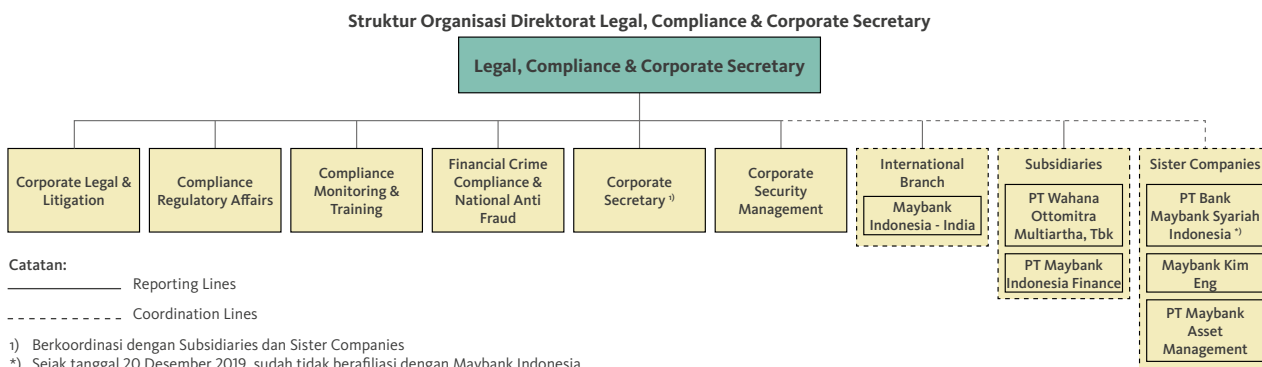 Struktur Organisasi Direktorat Legal, Compliance & Corporate Secretary
Legal, Compliance & Corporate Secretary
Corporate Legal &
Litigation
Compliance
Regulatory Affairs
Compliance
Monitoring &
Training
Financial Crime
Compliance &
National Anti
Fraud
Corporate
Secretary ¹⁾
Corporate
Security
Management
International
Branch
Maybank
Indonesia - India
Subsidiaries
PT Wahana
Ottomitra
Multiartha, Tbk
PT Maybank
Indonesia Finance
Sister Companies
PT Bank
Maybank Syariah
Indonesia *⁾
Maybank Kim
Eng
PT Maybank
Asset
Management
Catatan:
Reporting Lines
Coordination Lines
1) Berkoordinasi dengan Subsidiaries dan Sister Companies
*) Sejak tanggal 20 Desember 2019, sudah tidak berafiliasi dengan Maybank Indonesia